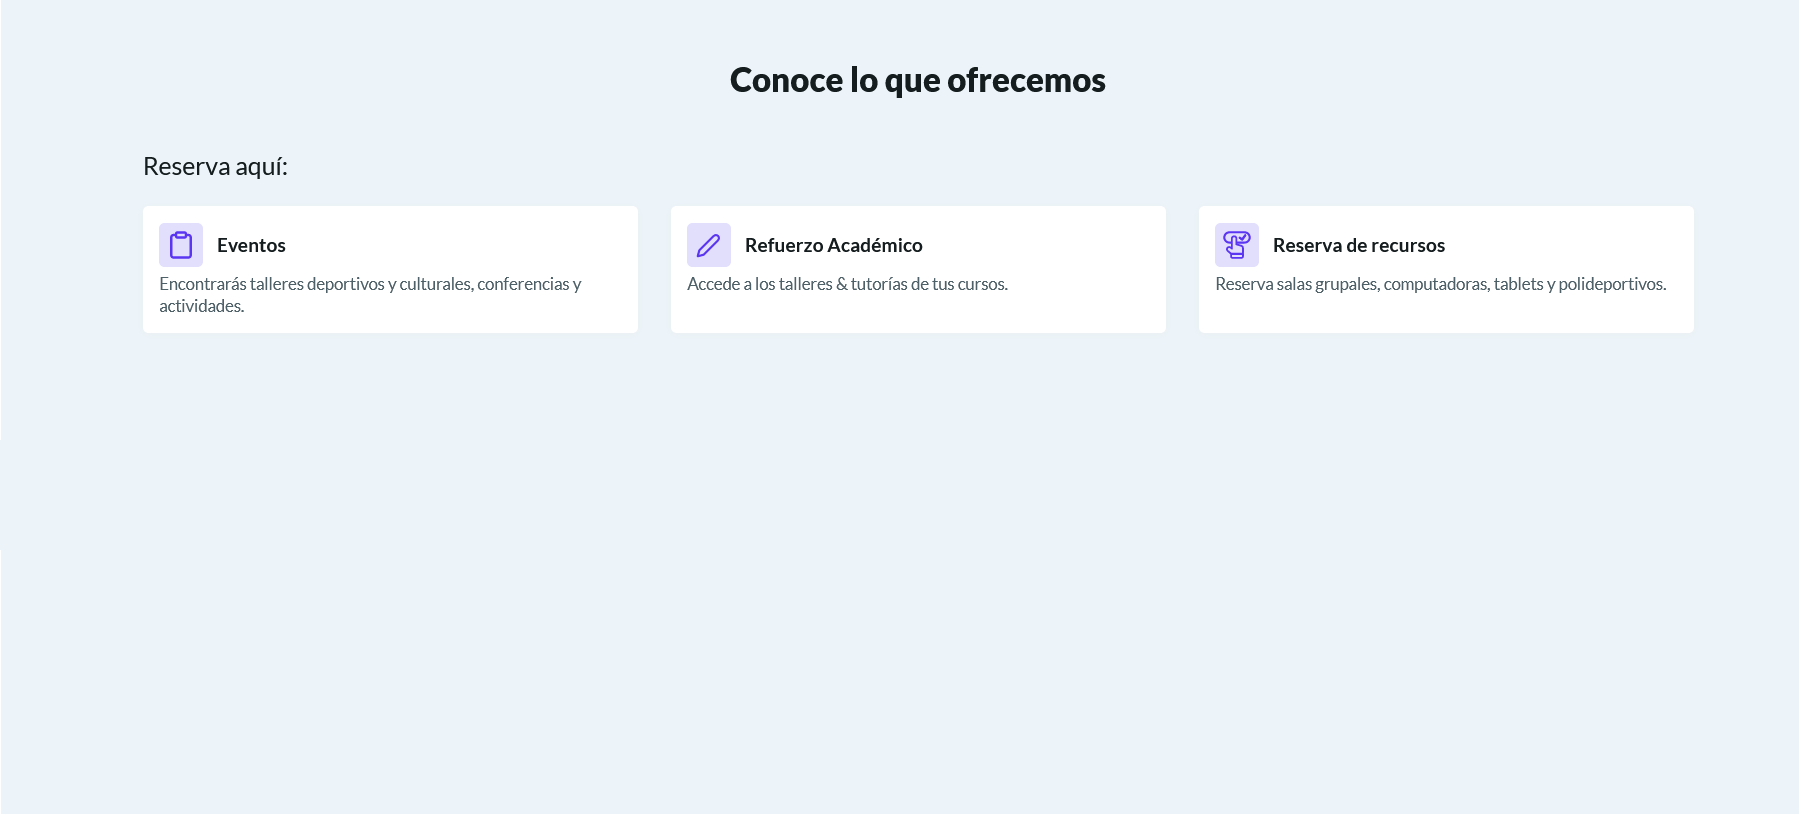 Conoce lo que ofrecemos
Reserva aquí:
Eventos
Encontrarás talleres deportivos y culturales, conferencias y
actividades.
Refuerzo Académico
Accede a los talleres & tutorías de tus cursos.
Reserva de recursos
Reserva salas grupales, computadoras, tablets y polideportivos.